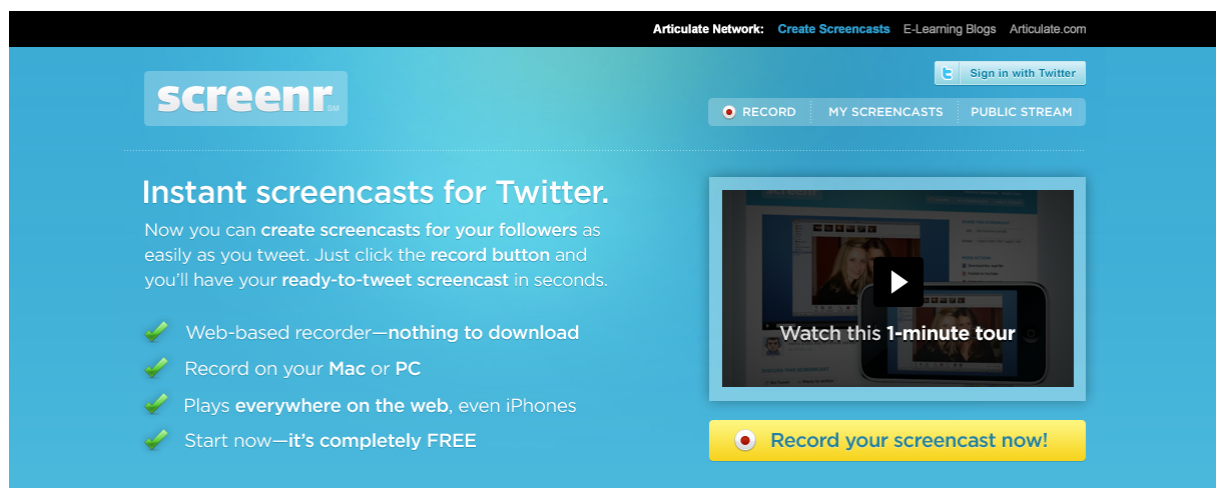 Articulate Network: Create Screencasts E-Learning Blogs Articulate.com
screenr
SM
Sign in with Twitter
RECORD MY SCREENCASTS PUBLIC STREAM
Instant screencasts for Twitter.
Now you can create screencasts for your followers as
easily as you tweet. Just click the record button and
you'll have your ready-to-tweet screencast in seconds.
Web-based recorder—nothing to download
Record on your Mac or PC
Plays everywhere on the web, even iPhones
Start now—it's completely FREE
Watch this 1-minute tour
Record your screencast now!